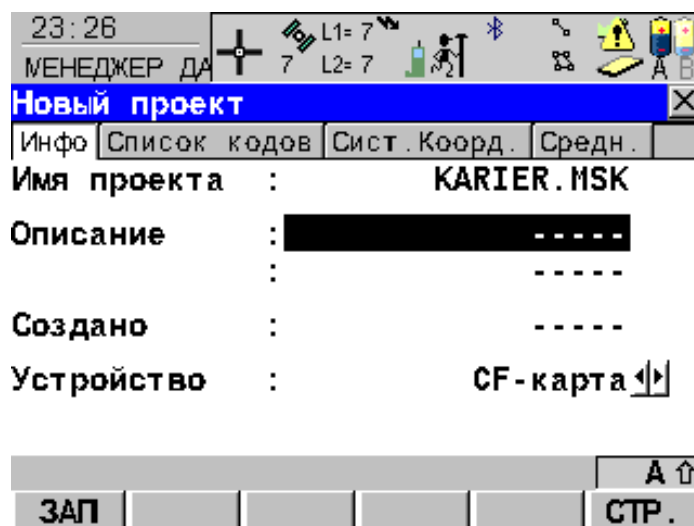 23:26
МЕНЕДЖЕР ДА
7
L1= 7
L2= 7
A B
Новый проект
Инфо Список кодов Сист.Коорд. Средн.
Имя проекта : KARIER.MSK
Описание : -----
: -----
Создано : -----
Устройство : CF-карта
A
ЗАП СТР.